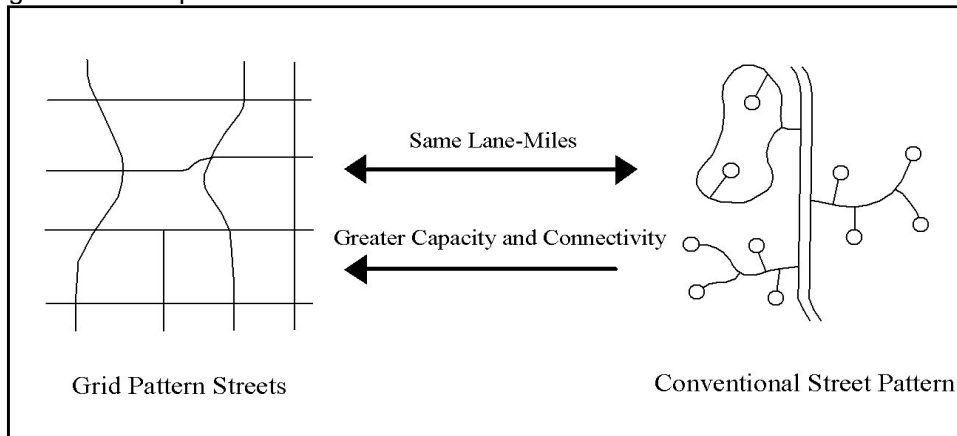 Same Lane-Miles
Greater Capacity and Connectivity
Grid Pattern Streets
Conventional Street Pattern